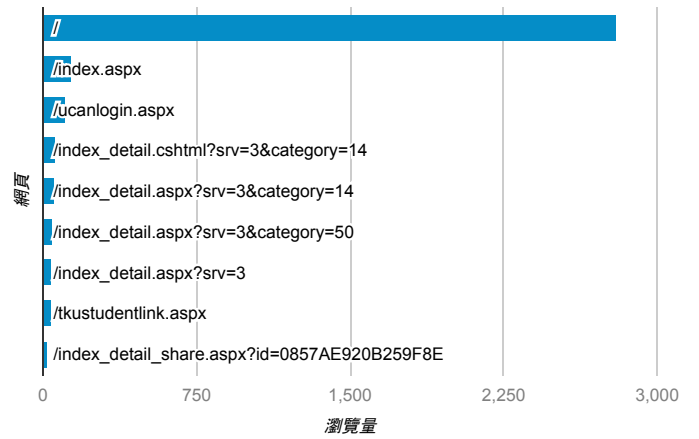 /
/index.aspx
/ucanlogin.aspx
/index_detail.cshtml?srv=3&category=14
/index_detail.aspx?srv=3&category=14
/index_detail.aspx?srv=3&category=50
/index_detail.aspx?srv=3
/tkustudentlink.aspx
/index_detail_share.aspx?id=0857AE920B259F8E
網頁
0 750 1,500 2,250 3,000
瀏覽量